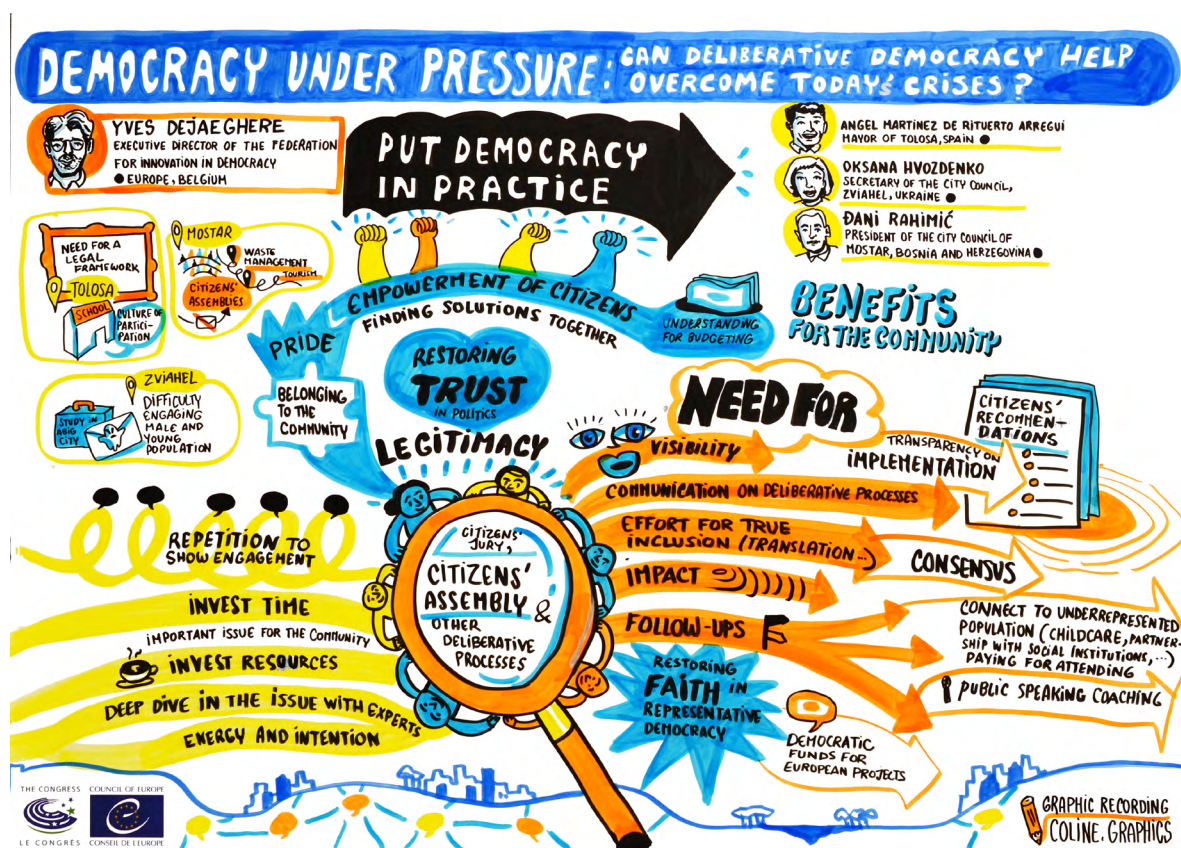 DEMOCRACY UNDER PRESSURE: CAN DELIBERATIVE DEMOCRACY HELP
OVERCOME TODAY'S CRISES?
YVES DEJAEGHERE
EXECUTIVE DIRECTOR OF THE FEDERATION
FOR INNOVATION IN DEMOCRACY
EUROPE, BELGIUM
PUT DEMOCRACY
IN PRACTICE
ANGEL MARTINEZ DE RITUERTO ARREGUI
MAYOR OF TOLOSA, SPAIN
OKSANA HVOZDENKO
SECRETARY OF THE CITY COUNCIL,
ZVIAHEL, UKRAINE
ĐANI RAHIMIĆ
PRESIDENT OF THE CITY COUNCIL OF
MOSTAR, BOSNIA AND HERZEGOVINA
NEED FOR A
LEGAL
FRAMEWORK
TOLOSA
SCHOOL
CULTURE OF
PARTICI-
PATION
MOSTAR
WASTE
MANAGEMENT
TOURISM
CITIZENS'
ASSEMBLIES
ZVIAHEL
DIFFICULTY
ENGAGING
MALE AND
YOUNG
POPULATION
STUDY IN
A BIG
CITY
EMPOWERMENT OF CITIZENS
FINDING SOLUTIONS TOGETHER
UNDERSTANDING
FOR BUDGETING
PRIDE
BELONGING
TO THE
COMMUNITY
RESTORING
TRUST
IN POLITICS
LEGITIMACY
BENEFITS
FOR THE COMMUNITY
NEED FOR
VISIBILITY
TRANSPARENCY ON
IMPLEMENTATION
CITIZENS'
RECOMMEN-
DATIONS
COMMUNICATION ON DELIBERATIVE PROCESSES
EFFORT FOR TRUE
INCLUSION (TRANSLATION...)
CONSENSUS
IMPACT
FOLLOW-UPS
CONNECT TO UNDERREPRESENTED
POPULATION (CHILDCARE, PARTNER-
SHIP WITH SOCIAL INSTITUTIONS,...)
PAYING FOR ATTENDING
PUBLIC SPEAKING COACHING
REPETITION TO
SHOW ENGAGEMENT
INVEST TIME
IMPORTANT ISSUE FOR THE COMMUNITY
INVEST RESOURCES
DEEP DIVE IN THE ISSUE WITH EXPERTS
ENERGY AND INTENTION
CITIZENS'
JURY,
CITIZENS'
ASSEMBLY &
OTHER
DELIBERATIVE
PROCESSES
RESTORING
FAITH IN
REPRESENTATIVE
DEMOCRACY
DEMOCRATIC
FUNDS FOR
EUROPEAN PROJECTS
THE CONGRESS
LE CONGRÈS
COUNCIL OF EUROPE
CONSEIL DE L'EUROPE
GRAPHIC RECORDING
COLINE.GRAPHICS